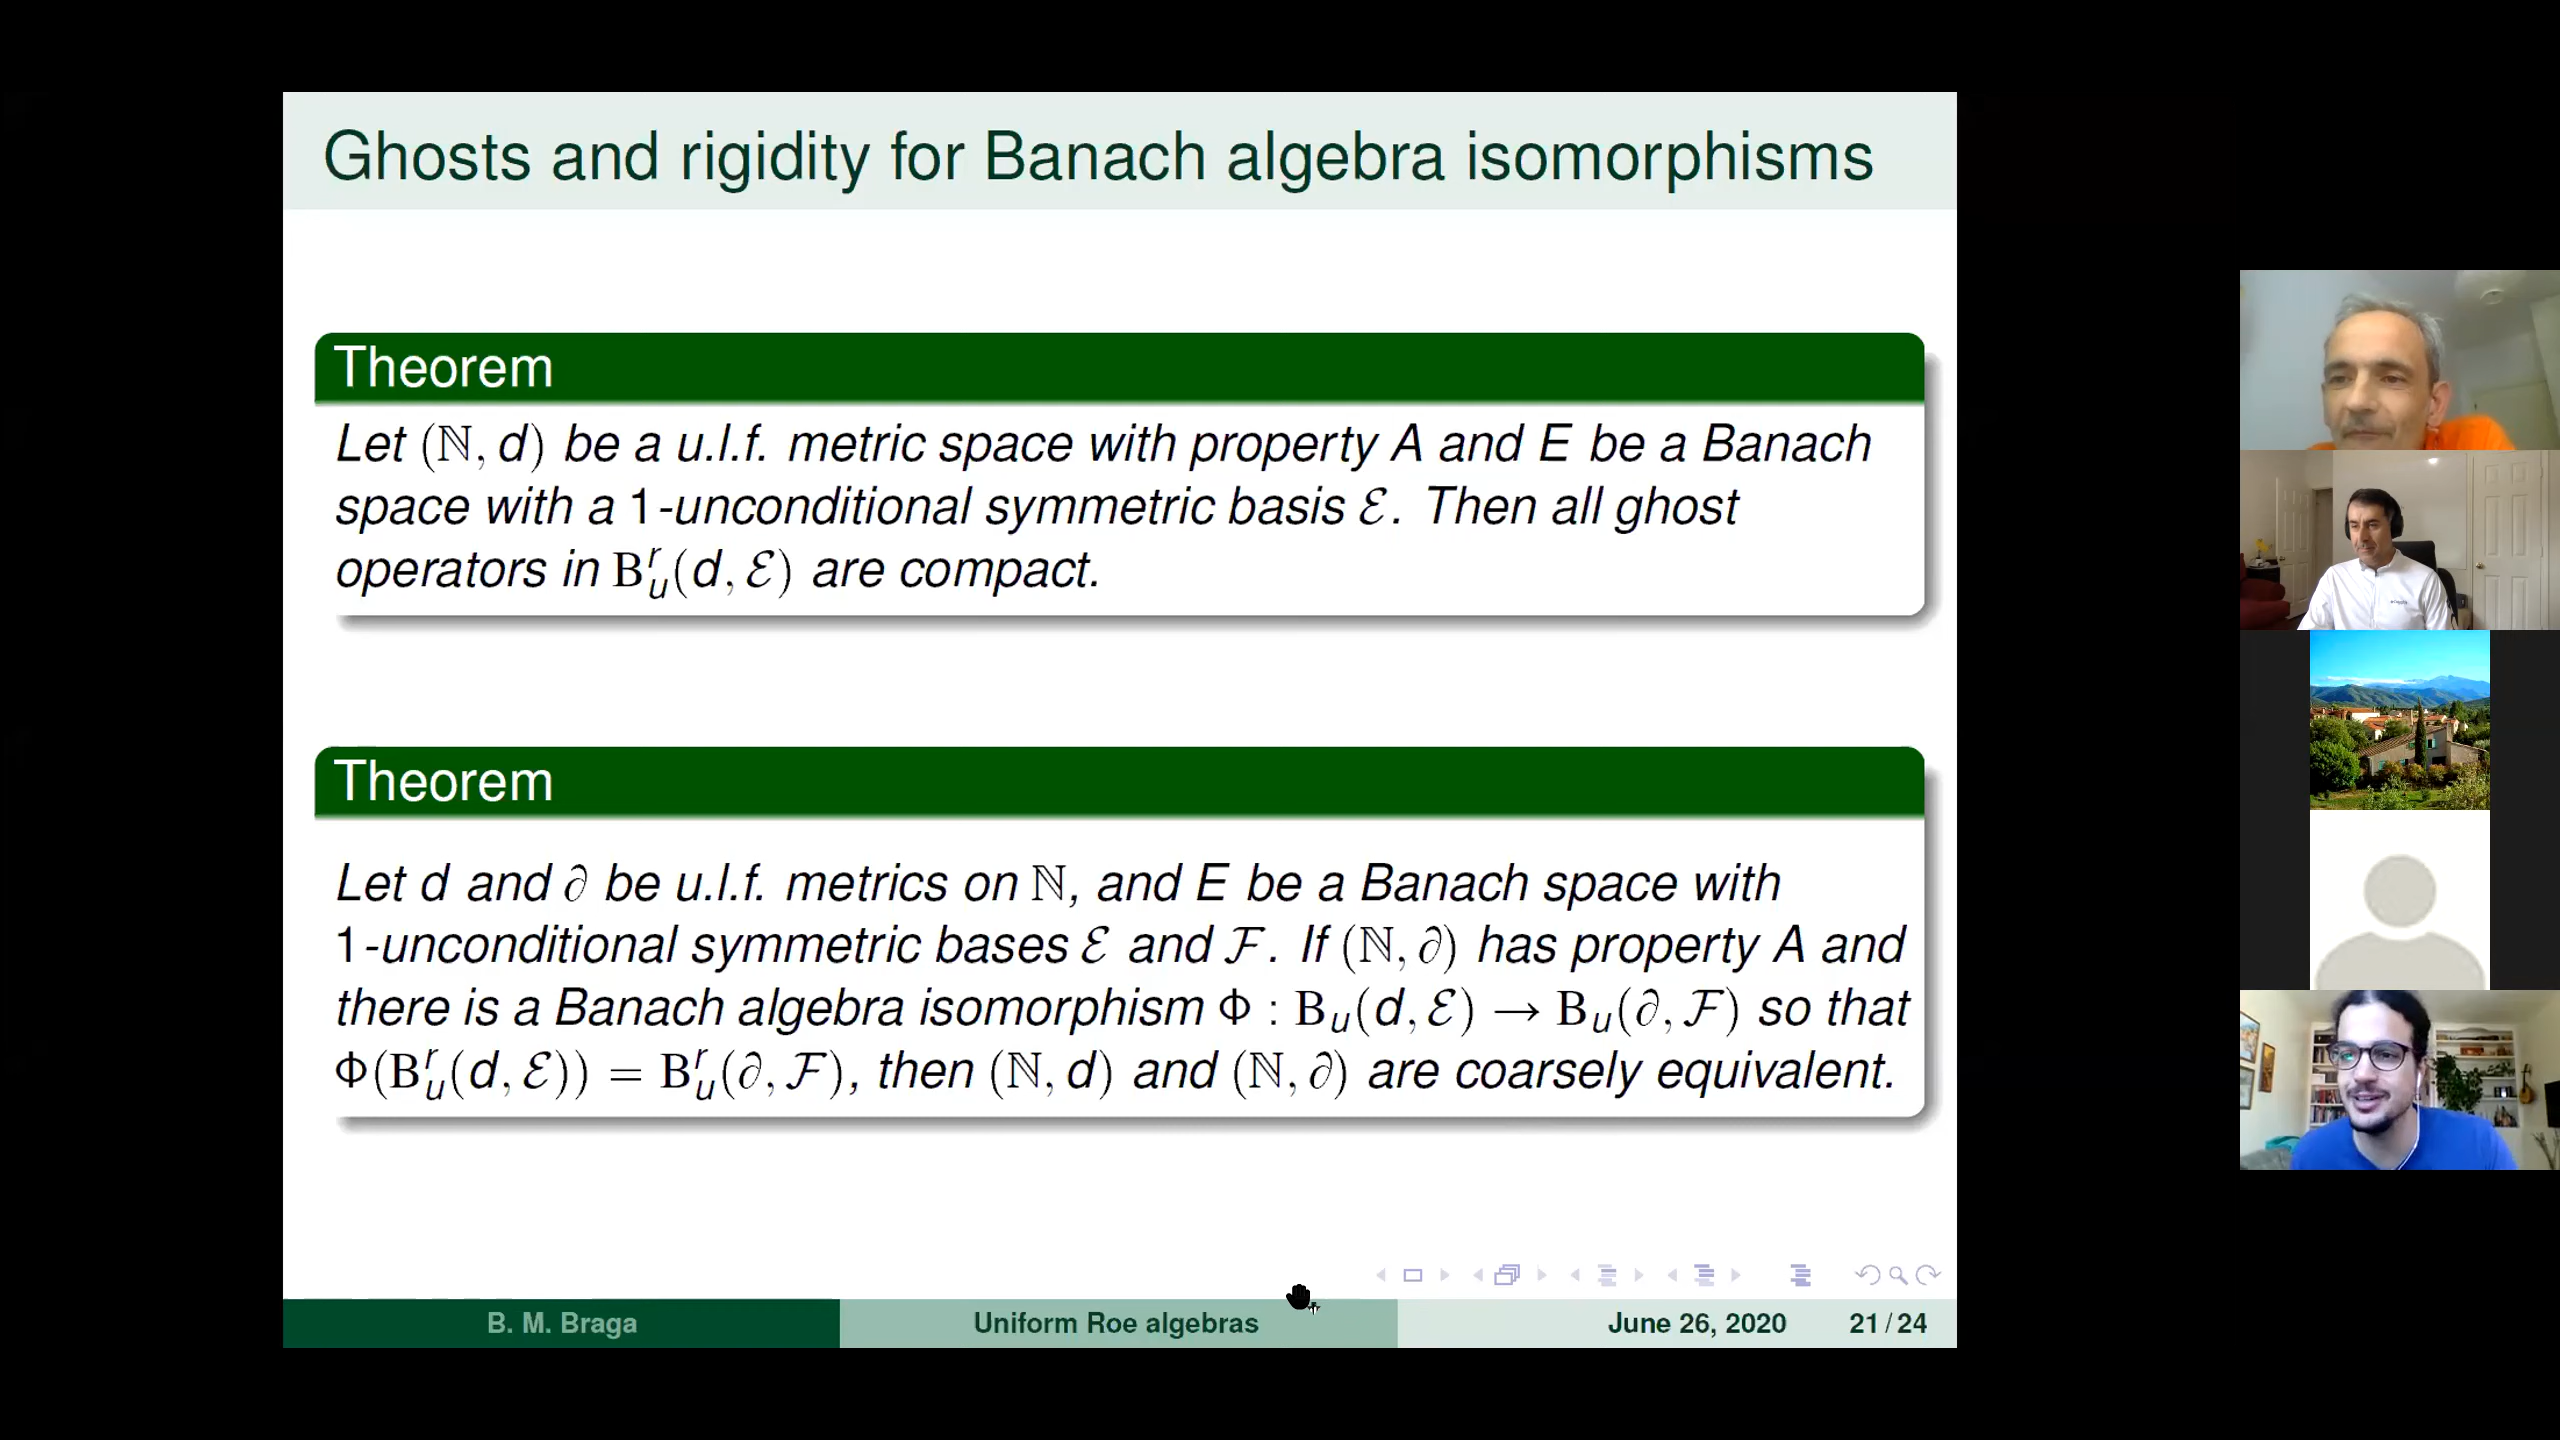 Ghosts and rigidity for Banach algebra isomorphisms
Theorem
Let (ℕ, d) be a u.l.f. metric space with property A and E be a Banach
space with a 1-unconditional symmetric basis ℰ. Then all ghost
operators in B^r_u(d, ℰ) are compact.
Theorem
Let d and ∂ be u.l.f. metrics on ℕ, and E be a Banach space with
1-unconditional symmetric bases ℰ and ℱ. If (ℕ, ∂) has property A and
there is a Banach algebra isomorphism Φ : B_u(d, ℰ) → B_u(∂, ℱ) so that
Φ(B^r_u(d, ℰ)) = B^r_u(∂, ℱ), then (ℕ, d) and (ℕ, ∂) are coarsely equivalent.
B. M. Braga
Uniform Roe algebras
June 26, 2020
21 / 24